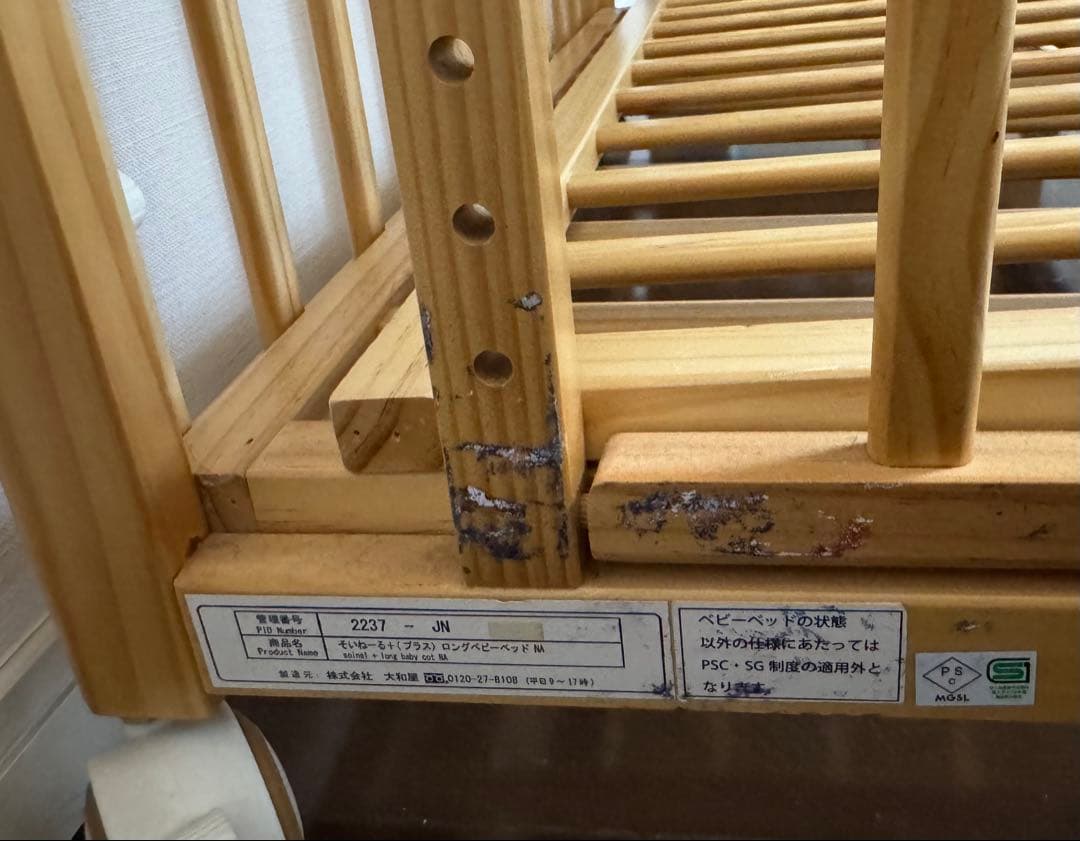 管理番号 2237 - JN
PID Number
商品名 そいねーる+(プラス)ロングベビーベッド NA
Product Name soinel + long baby cot NA
製造元: 株式会社 大和屋 0120-27-8108 (平日9~17時)
ベビーベッドの状態
以外の仕様にあたっては
PSC・SG 制度の適用外と
なります。
PS
C
MGSL